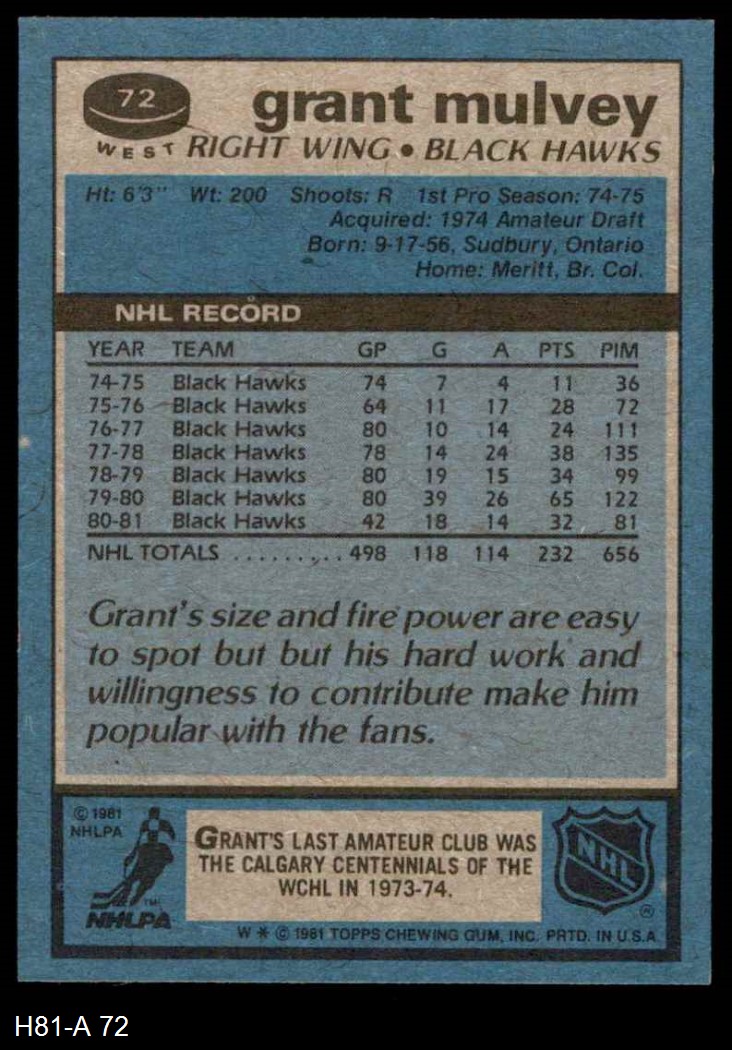 72
WEST
grant mulvey
RIGHT WING • BLACK HAWKS
Ht: 6'3" Wt: 200 Shoots: R 1st Pro Season: 74-75
Acquired: 1974 Amateur Draft
Born: 9-17-56, Sudbury, Ontario
Home: Meritt, Br. Col.
NHL RECORD
YEAR TEAM GP G A PTS PIM
74-75 Black Hawks 74 7 4 11 36
75-76 Black Hawks 64 11 17 28 72
76-77 Black Hawks 80 10 14 24 111
77-78 Black Hawks 78 14 24 38 135
78-79 Black Hawks 80 19 15 34 99
79-80 Black Hawks 80 39 26 65 122
80-81 Black Hawks 42 18 14 32 81
NHL TOTALS .......... 498 118 114 232 656
Grant's size and fire power are easy
to spot but but his hard work and
willingness to contribute make him
popular with the fans.
© 1981
NHLPA
TM
NHLPA
GRANT'S LAST AMATEUR CLUB WAS
THE CALGARY CENTENNIALS OF THE
WCHL IN 1973-74.
NHL
®
W * © 1981 TOPPS CHEWING GUM, INC. PRTD. IN U.S.A.
H81-A 72